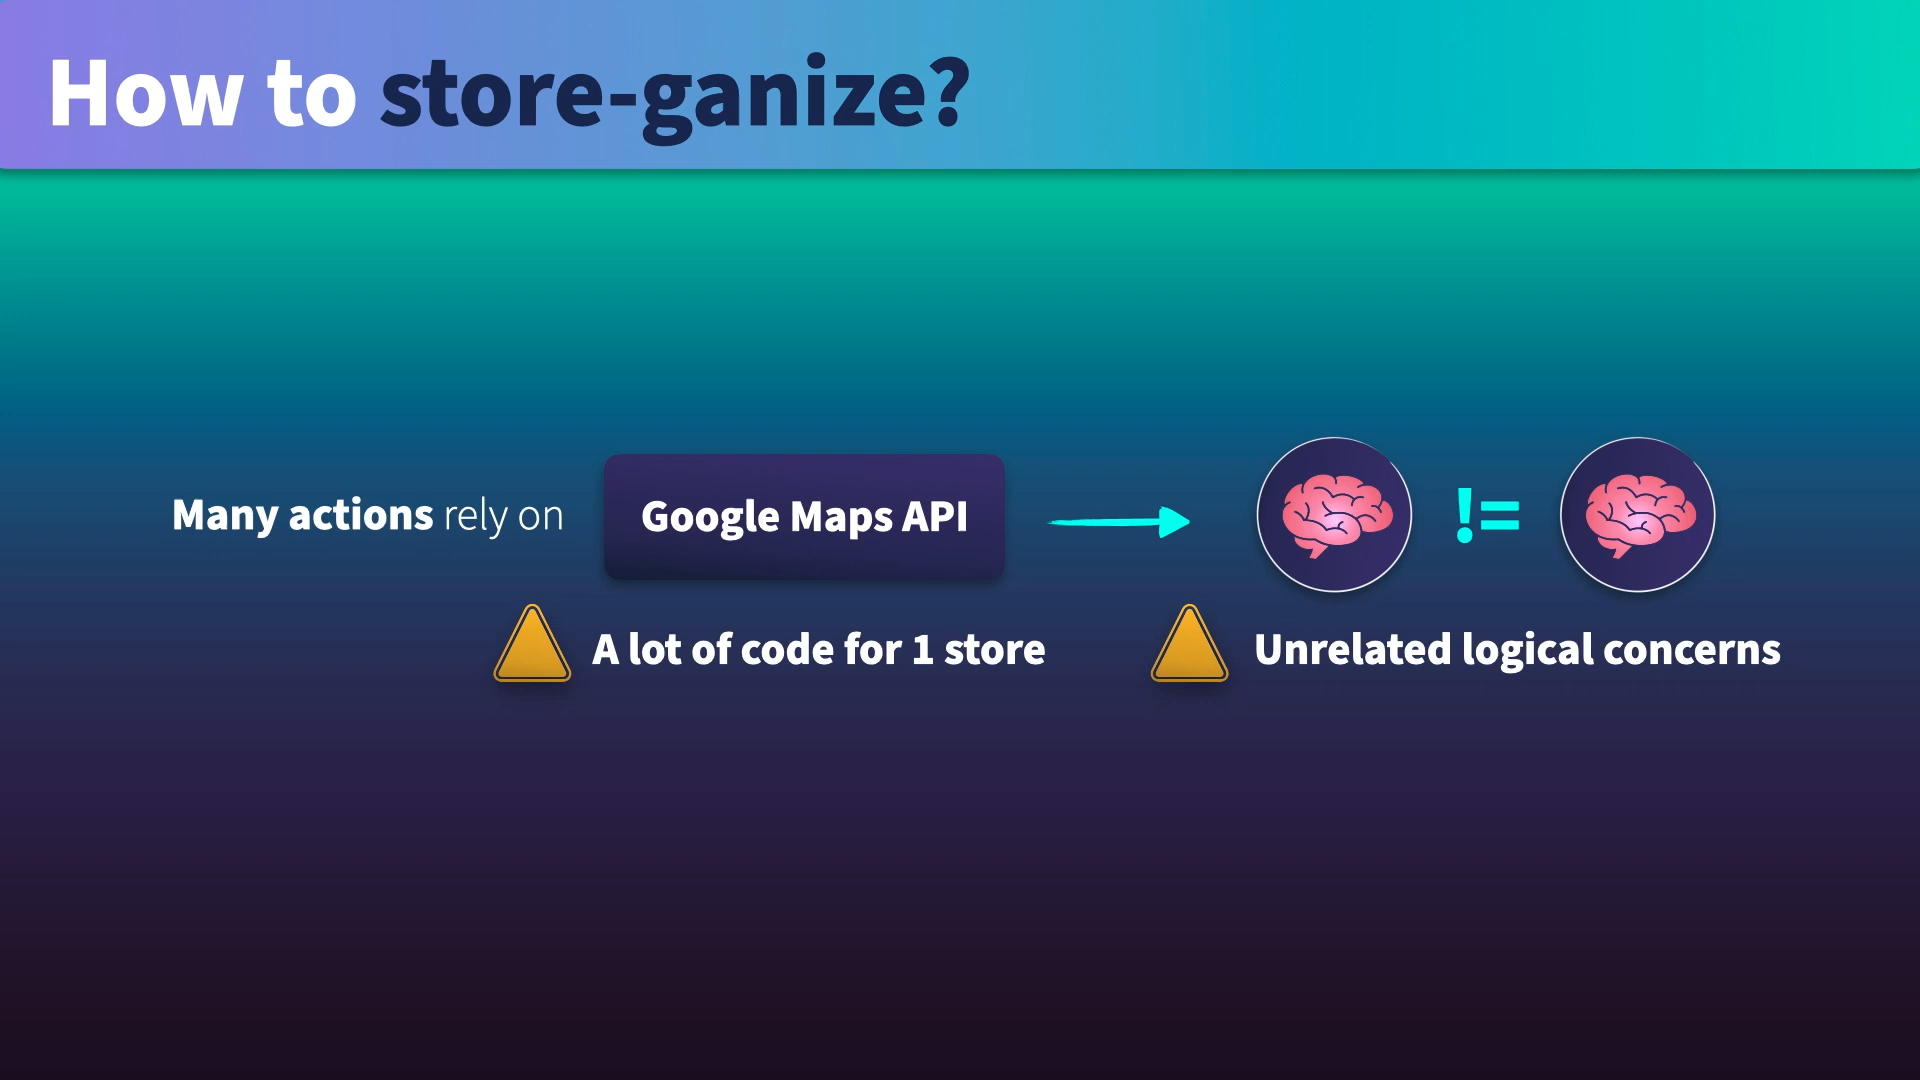 How to store-ganize?
Many actions rely on
Google Maps API
!=
A lot of code for 1 store
Unrelated logical concerns